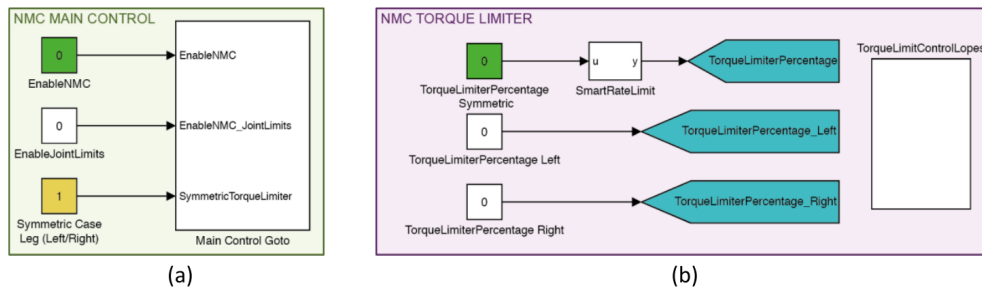 NMC MAIN CONTROL
0
EnableNMC
EnableNMC
0
EnableNMC_JointLimits
EnableJointLimits
1
SymmetricTorqueLimiter
Symmetric Case
Leg (Left/Right)
Main Control Goto
(a)
NMC TORQUE LIMITER
0
u
y
TorqueLimiterPercentage
TorqueLimiterPercentage
Symmetric
SmartRateLimit
0
TorqueLimiterPercentage_Left
TorqueLimiterPercentage Left
0
TorqueLimiterPercentage_Right
TorqueLimiterPercentage Right
TorqueLimitControlLopes
(b)